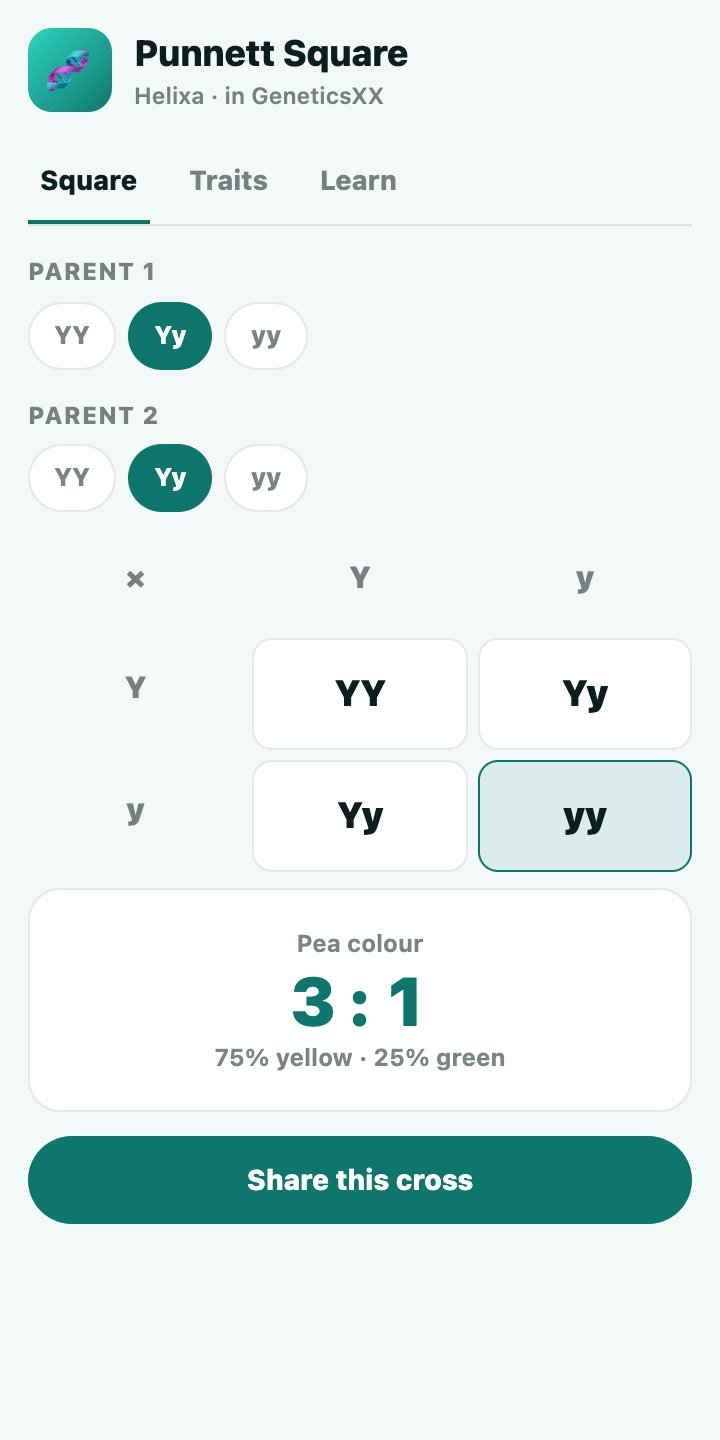 Punnett Square
Helixa · in GeneticsXX
Square Traits Learn
PARENT 1
YY Yy yy
PARENT 2
YY Yy yy
× Y y
Y YY Yy
y Yy yy
Pea colour
3 : 1
75% yellow · 25% green
Share this cross